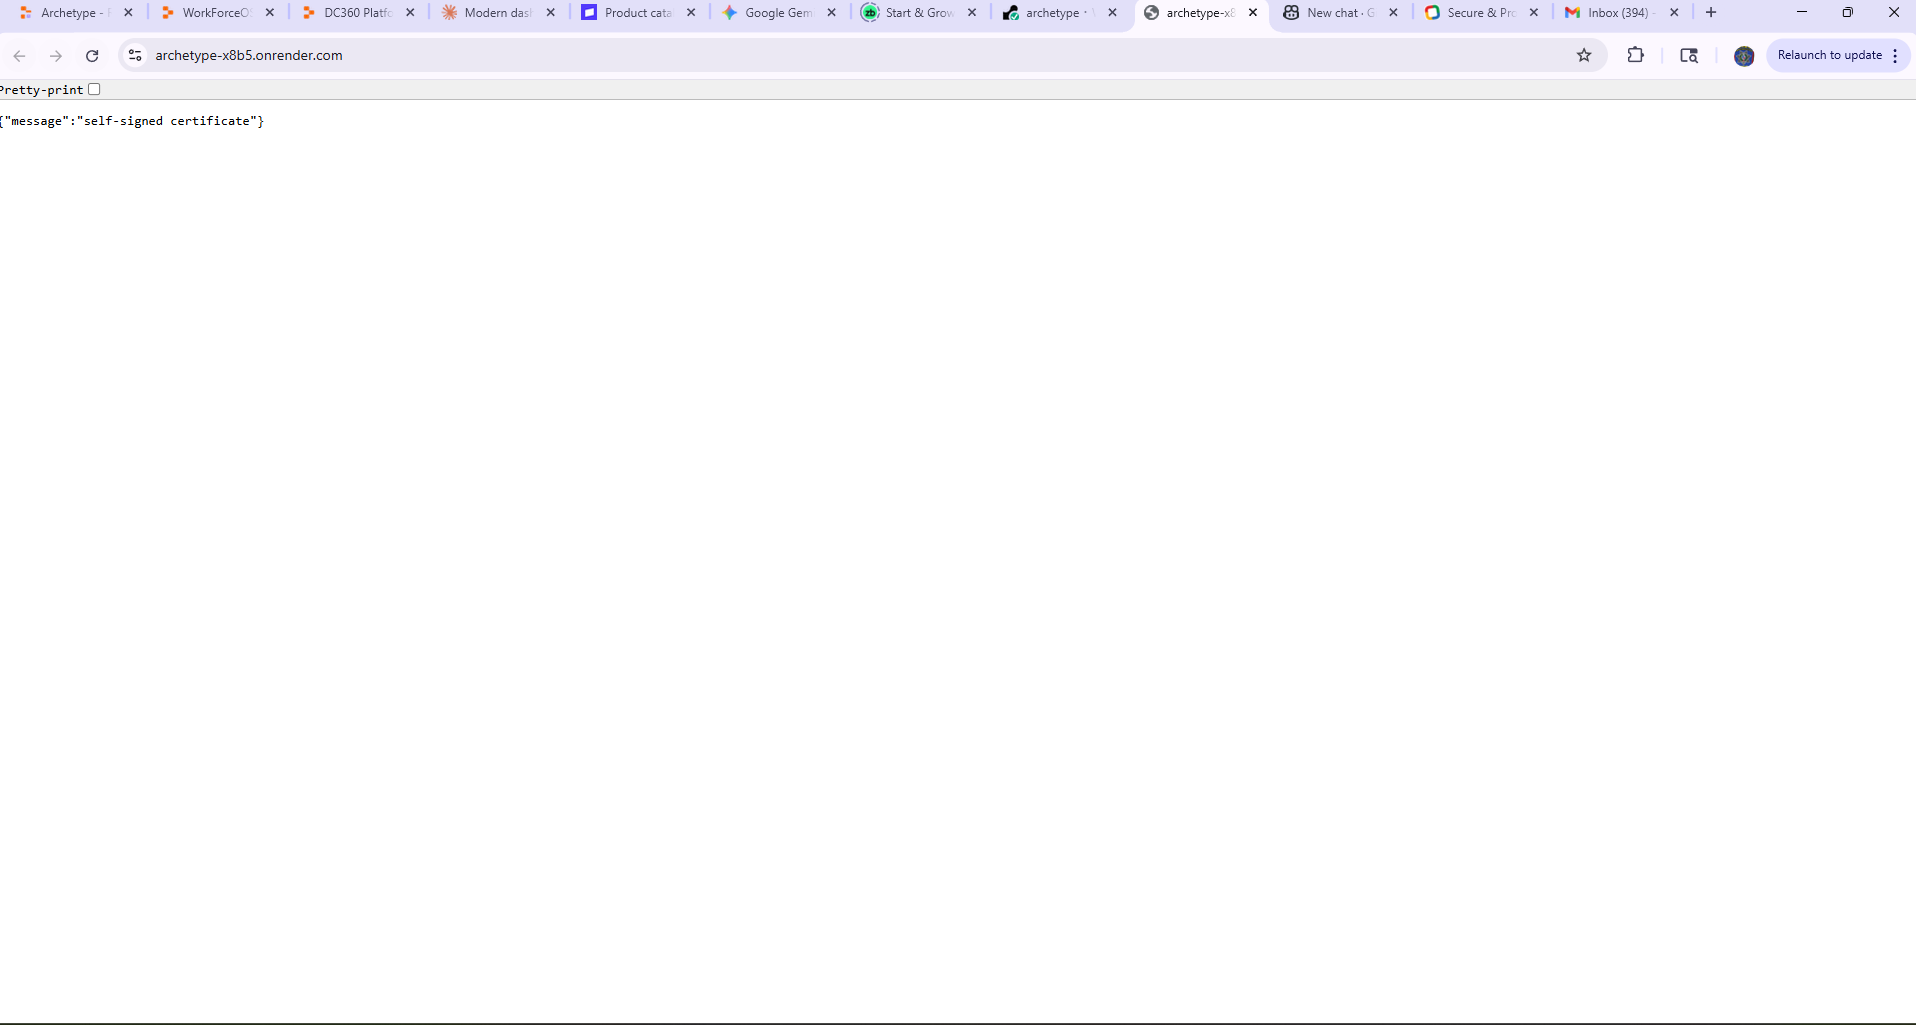 Archetype -
WorkForceO
DC360 Platfo
Modern das
Product cata
Google Gem
Start & Grow
archetype ·
archetype-x8
New chat · G
Secure & Pro
Inbox (394) -
archetype-x8b5.onrender.com
Relaunch to update
Pretty-print
{"message":"self-signed certificate"}